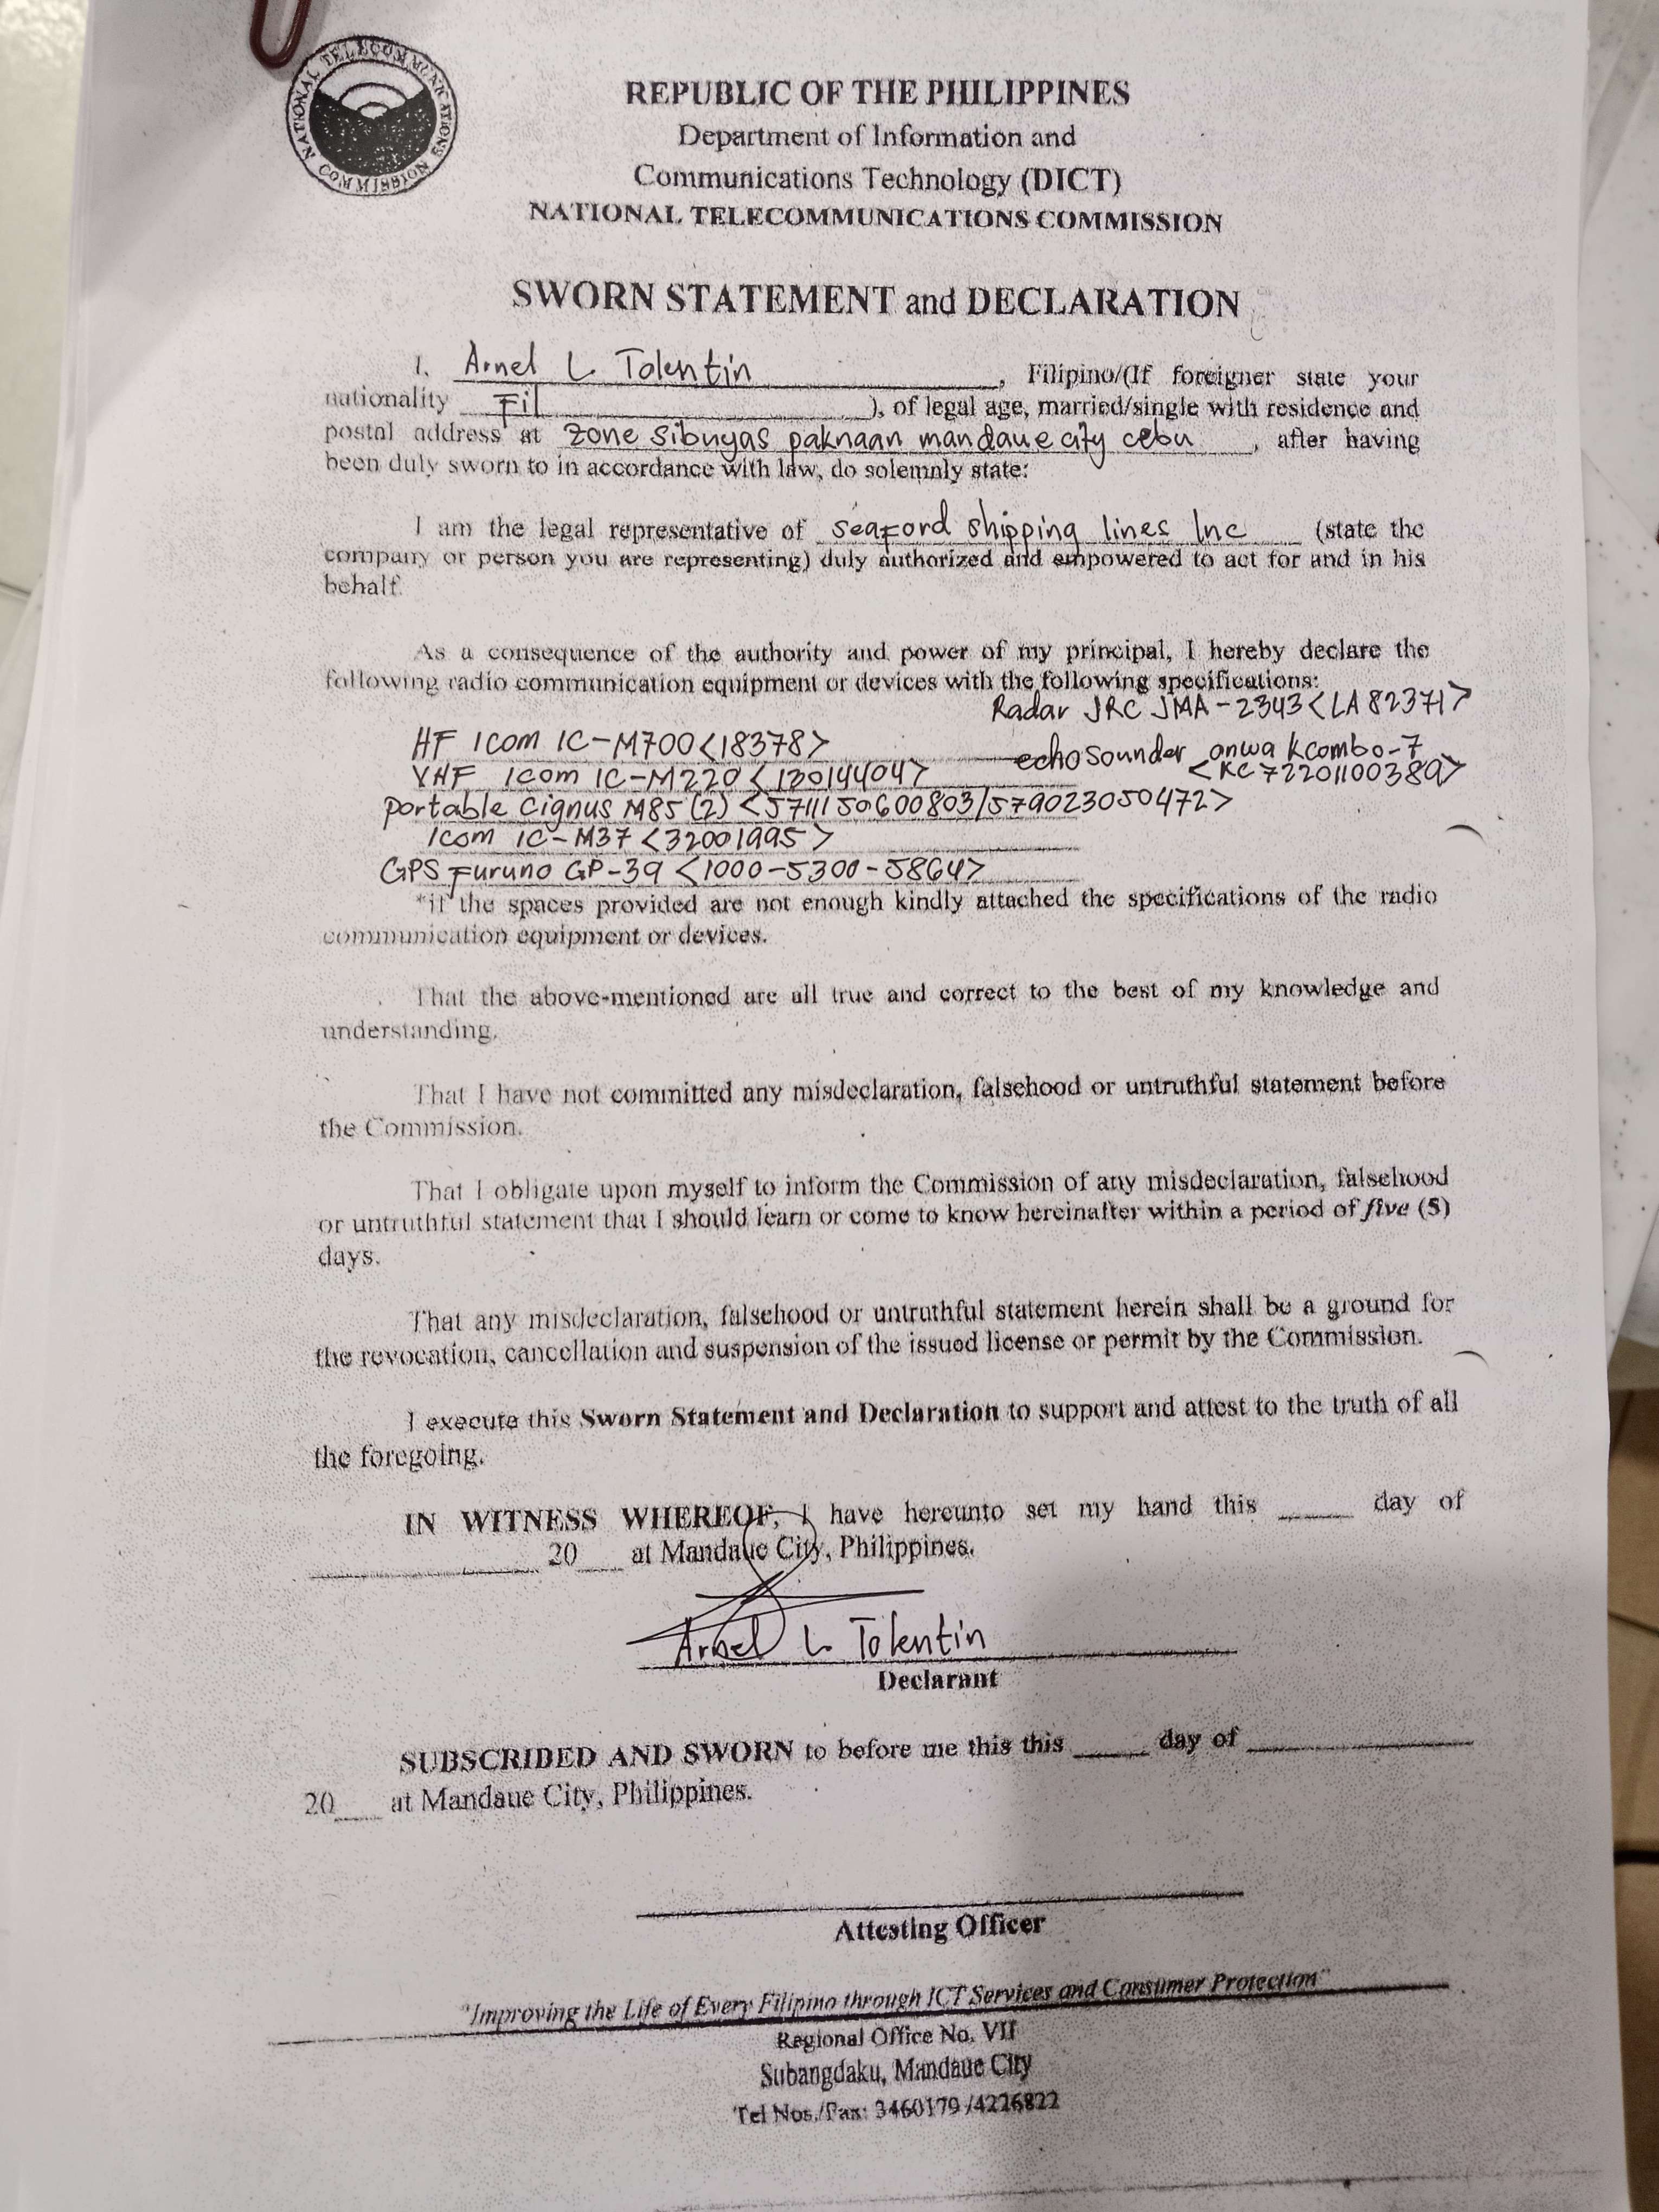 NATIONAL TELECOMMUNICATIONS COMMISSION
REPUBLIC OF THE PHILIPPINES
Department of Information and
Communications Technology (DICT)
NATIONAL TELECOMMUNICATIONS COMMISSION
SWORN STATEMENT and DECLARATION
I, Arnel L. Tolentin, Filipino/(If foreigner state your
nationality Fil), of legal age, married/single with residence and
postal address at zone sibuyas paknaan mandaue city cebu, after having
been duly sworn to in accordance with law, do solemnly state:
I am the legal representative of seaford shipping lines Inc (state the
company or person you are representing) duly authorized and empowered to act for and in his
behalf.
As a consequence of the authority and power of my principal, I hereby declare the
following radio communication equipment or devices with the following specifications:
Radar JRC JMA-2343 <LA82371>
HF Icom IC-M700 <18378>
echosounder onwa kcombo-7
<KC72201100389>
VHF Icom IC-M220 <120144047>
portable Cignus M85 (2) <5711150600803/579023050472>
Icom IC-M37 <32001995>
GPS Furuno GP-39 <1000-5300-5864>
*if the spaces provided are not enough kindly attached the specifications of the radio
communication equipment or devices.
That the above-mentioned are all true and correct to the best of my knowledge and
understanding.
That I have not committed any misdeclaration, falsehood or untruthful statement before
the Commission.
That I obligate upon myself to inform the Commission of any misdeclaration, falsehood
or untruthful statement that I should learn or come to know hereinafter within a period of five (5)
days.
That any misdeclaration, falsehood or untruthful statement herein shall be a ground for
the revocation, cancellation and suspension of the issued license or permit by the Commission.
I execute this Sworn Statement and Declaration to support and attest to the truth of all
the foregoing.
IN WITNESS WHEREOF, I have hereunto set my hand this ____ day of
____ 20__ at Mandaue City, Philippines.
Arnel L. Tolentin
Declarant
SUBSCRIDED AND SWORN to before me this this ____ day of ____
20__ at Mandaue City, Philippines.
Attesting Officer
"Improving the Life of Every Filipino through ICT Services and Consumer Protection"
Regional Office No. VII
Subangdaku, Mandaue City
Tel Nos./Fax: 3460179 /4226822